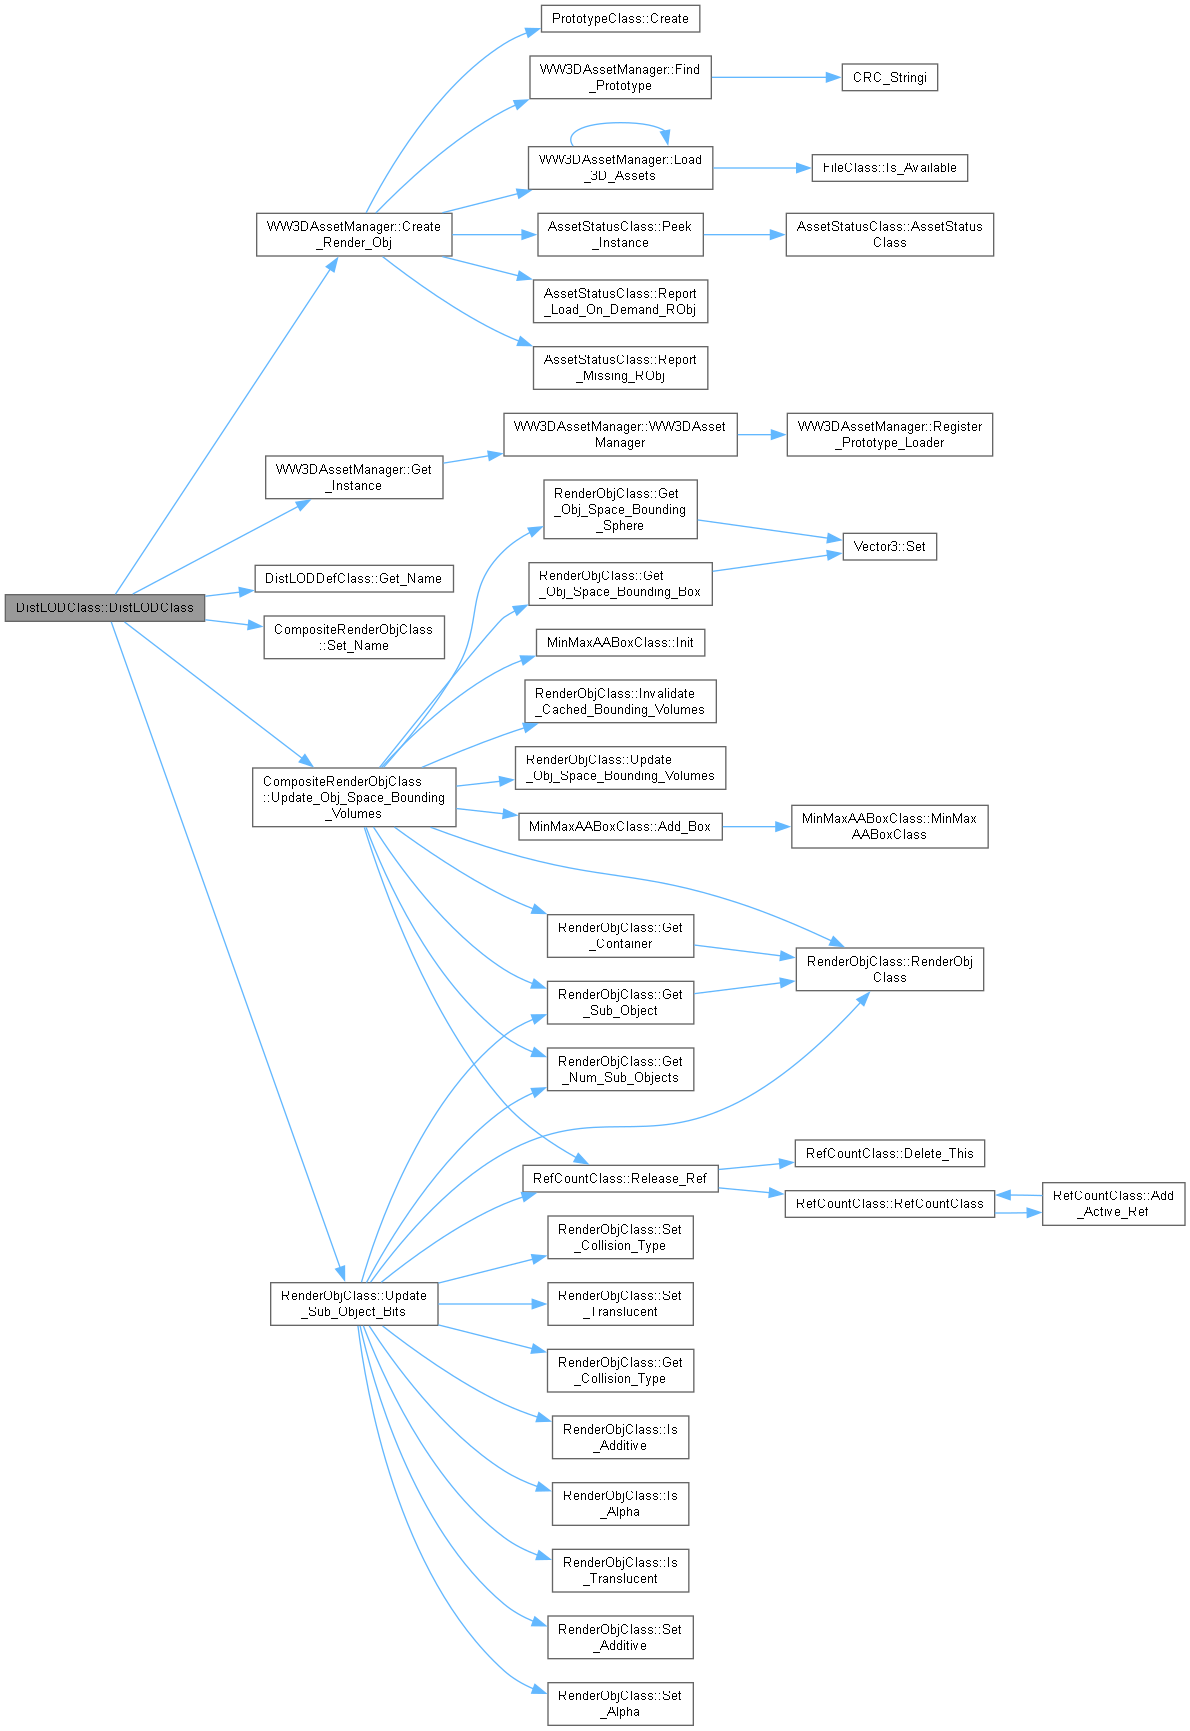 PrototypeClass::Create
WW3DAssetManager::Find
_Prototype
CRC_Stringi
WW3DAssetManager::Load
_3D_Assets
FileClass::Is_Available
WW3DAssetManager::Create
_Render_Obj
AssetStatusClass::Peek
_Instance
AssetStatusClass::AssetStatus
Class
AssetStatusClass::Report
_Load_On_Demand_RObj
AssetStatusClass::Report
_Missing_RObj
WW3DAssetManager::WW3DAsset
Manager
WW3DAssetManager::Register
_Prototype_Loader
WW3DAssetManager::Get
_Instance
RenderObjClass::Get
_Obj_Space_Bounding
_Sphere
Vector3::Set
RenderObjClass::Get
_Obj_Space_Bounding_Box
DistLODDefClass::Get_Name
DistLODClass::DistLODClass
CompositeRenderObjClass
::Set_Name
MinMaxAABoxClass::Init
RenderObjClass::Invalidate
_Cached_Bounding_Volumes
RenderObjClass::Update
_Obj_Space_Bounding_Volumes
CompositeRenderObjClass
::Update_Obj_Space_Bounding
_Volumes
MinMaxAABoxClass::Add_Box
MinMaxAABoxClass::MinMax
AABoxClass
RenderObjClass::Get
_Container
RenderObjClass::RenderObj
Class
RenderObjClass::Get
_Sub_Object
RenderObjClass::Get
_Num_Sub_Objects
RefCountClass::Release_Ref
RefCountClass::Delete_This
RefCountClass::RefCountClass
RefCountClass::Add
_Active_Ref
RenderObjClass::Set
_Collision_Type
RenderObjClass::Update
_Sub_Object_Bits
RenderObjClass::Set
_Translucent
RenderObjClass::Get
_Collision_Type
RenderObjClass::Is
_Additive
RenderObjClass::Is
_Alpha
RenderObjClass::Is
_Translucent
RenderObjClass::Set
_Additive
RenderObjClass::Set
_Alpha